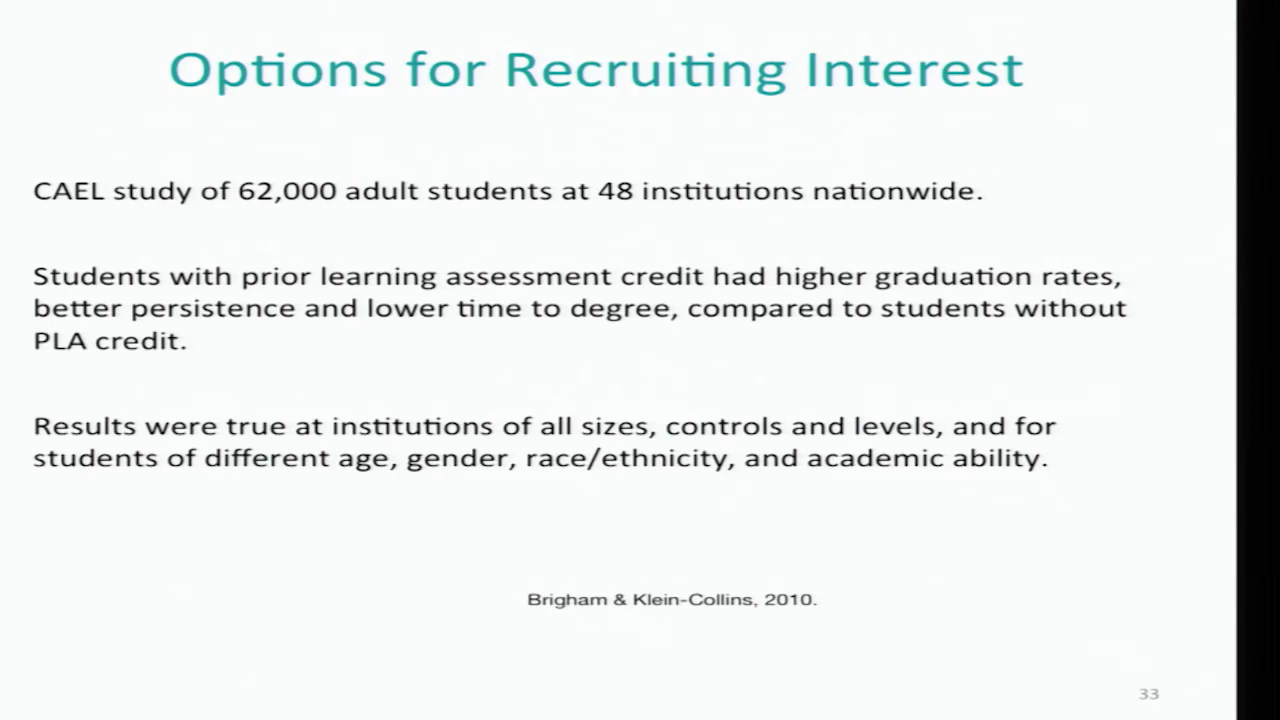 Options for Recruiting Interest
CAEL study of 62,000 adult students at 48 institutions nationwide.
Students with prior learning assessment credit had higher graduation rates,
better persistence and lower time to degree, compared to students without
PLA credit.
Results were true at institutions of all sizes, controls and levels, and for
students of different age, gender, race/ethnicity, and academic ability.
Brigham & Klein-Collins, 2010.
33